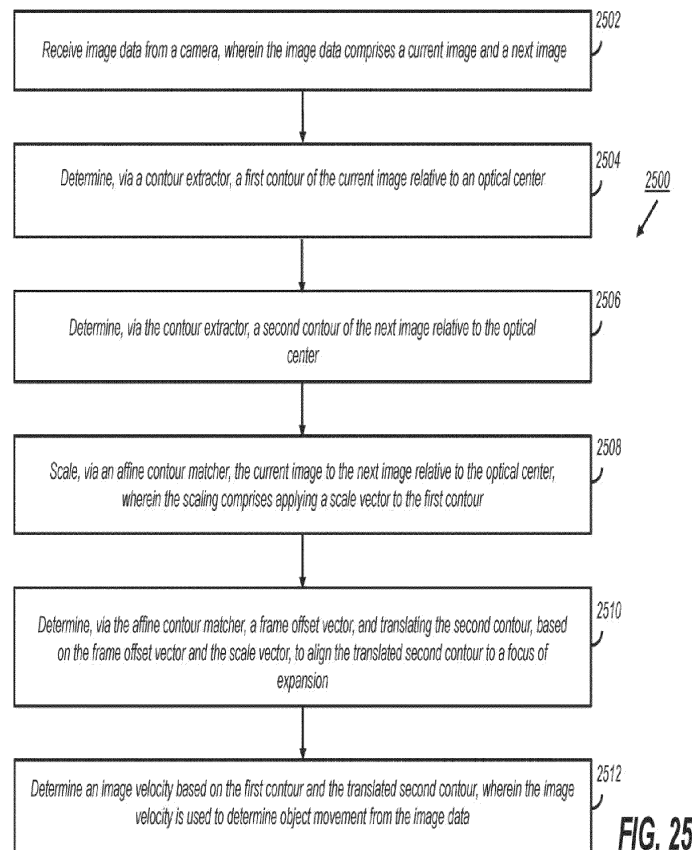 2502
Receive image data from a camera, wherein the image data comprises a current image and a next image
2504
Determine, via a contour extractor, a first contour of the current image relative to an optical center
2500
2506
Determine, via the contour extractor, a second contour of the next image relative to the optical
center
2508
Scale, via an affine contour matcher, the current image to the next image relative to the optical center,
wherein the scaling comprises applying a scale vector to the first contour
2510
Determine, via the affine contour matcher, a frame offset vector, and translating the second contour, based
on the frame offset vector and the scale vector, to align the translated second contour to a focus of
expansion
2512
Determine an image velocity based on the first contour and the translated second contour, wherein the image
velocity is used to determine object movement from the image data
FIG. 25